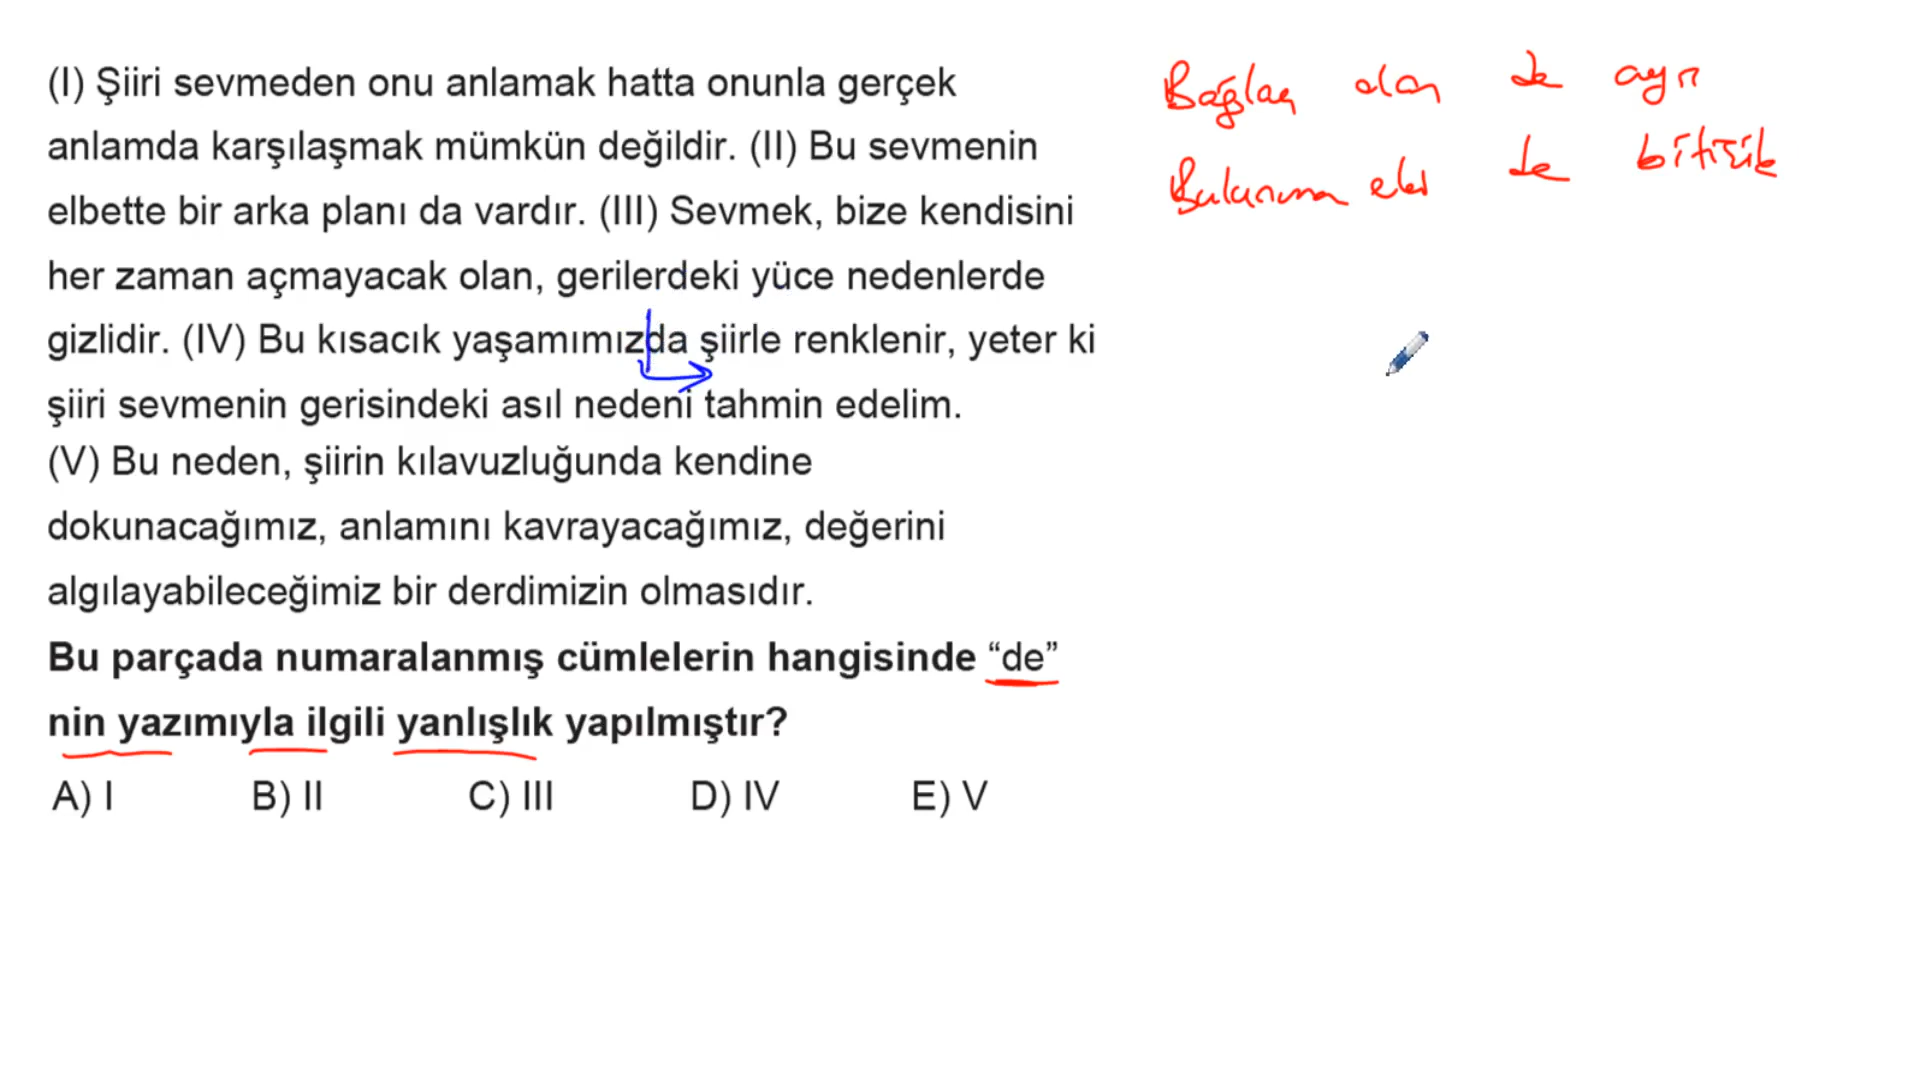 (I) Şiiri sevmeden onu anlamak hatta onunla gerçek
anlamda karşılaşmak mümkün değildir. (II) Bu sevmenin
elbette bir arka planı da vardır. (III) Sevmek, bize kendisini
her zaman açmayacak olan, gerilerdeki yüce nedenlerde
gizlidir. (IV) Bu kısacık yaşamımızda şiirle renklenir, yeter ki
şiiri sevmenin gerisindeki asıl nedeni tahmin edelim.
(V) Bu neden, şiirin kılavuzluğunda kendine
dokunacağımız, anlamını kavrayacağımız, değerini
algılayabileceğimiz bir derdimizin olmasıdır.
Bu parçada numaralanmış cümlelerin hangisinde “de”
nin yazımıyla ilgili yanlışlık yapılmıştır?
A) I B) II C) III D) IV E) V
Bağlaç olan de ayrı
Bulunma eki de bitişik